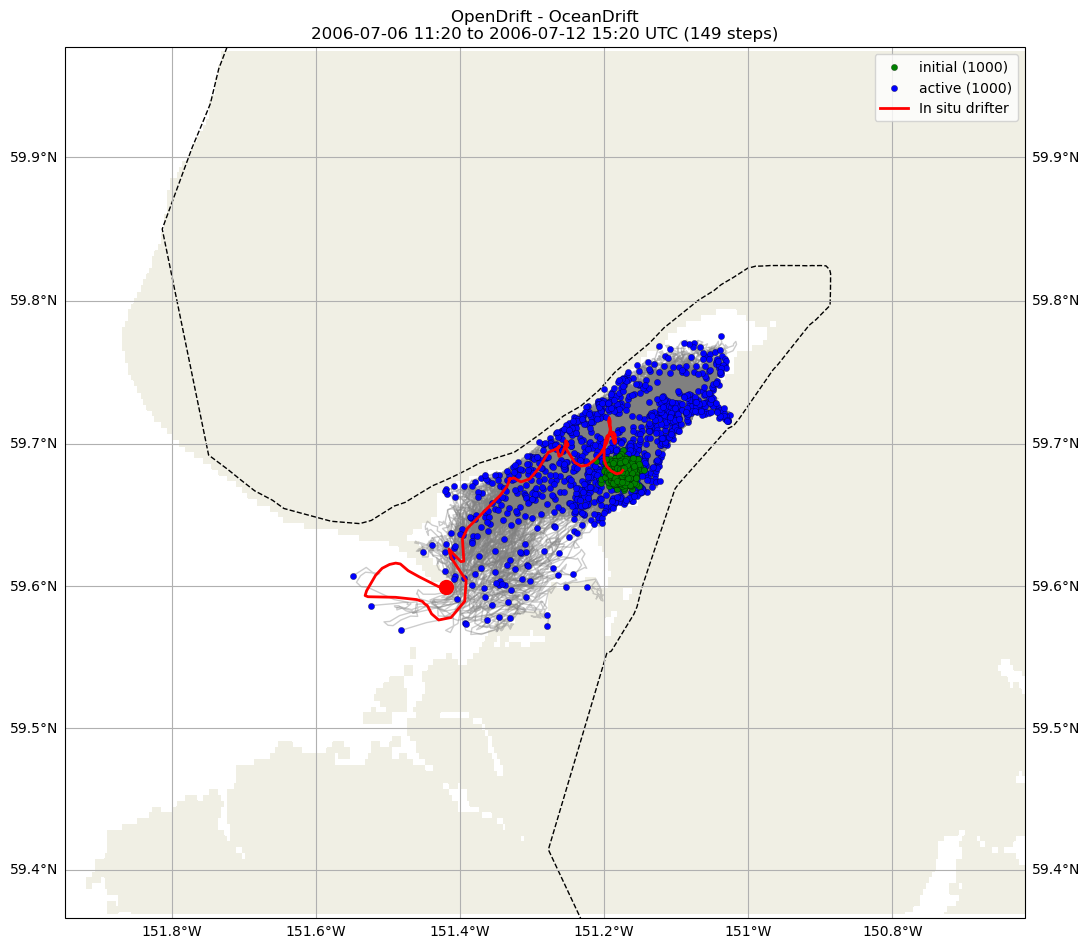 OpenDrift - OceanDrift
2006-07-06 11:20 to 2006-07-12 15:20 UTC (149 steps)
initial (1000)
active (1000)
In situ drifter
59.9°N
59.9°N
59.8°N
59.8°N
59.7°N
59.7°N
59.6°N
59.6°N
59.5°N
59.5°N
59.4°N
59.4°N
151.8°W
151.6°W
151.4°W
151.2°W
151°W
150.8°W